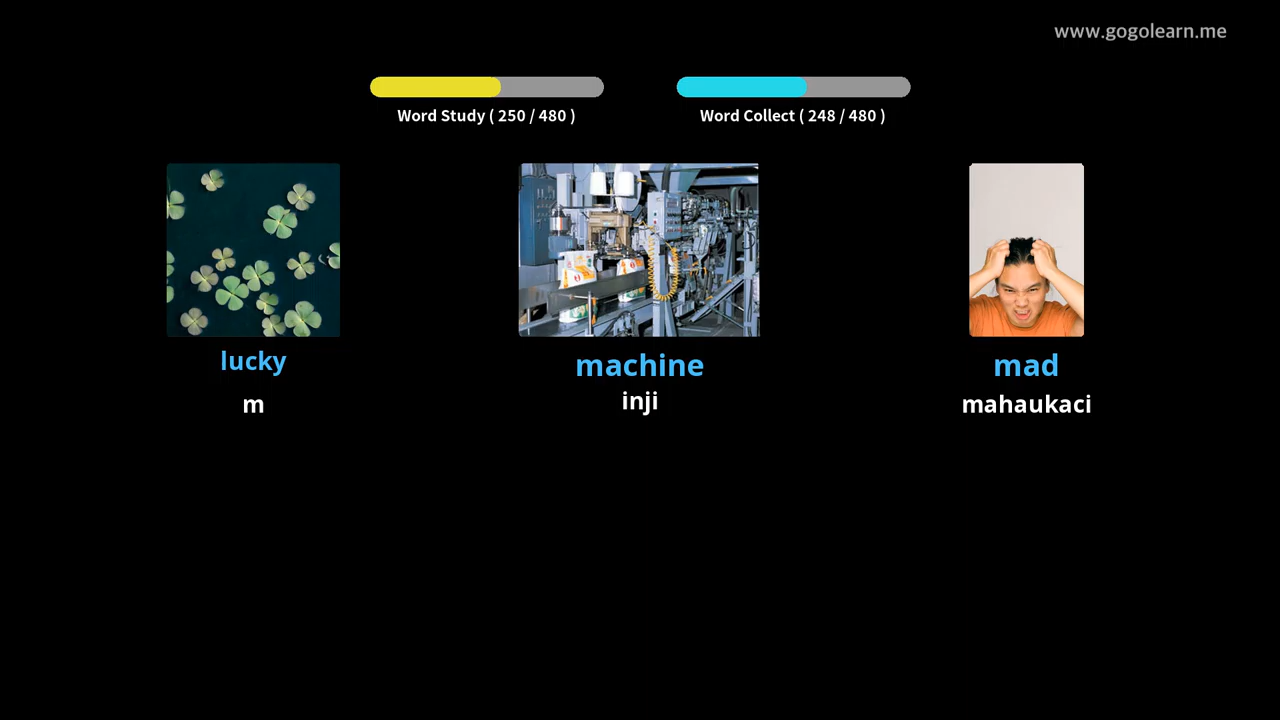 www.gogolearn.me
Word Study ( 250 / 480 )
Word Collect ( 248 / 480 )
lucky
machine
mad
m
inji
mahaukaci